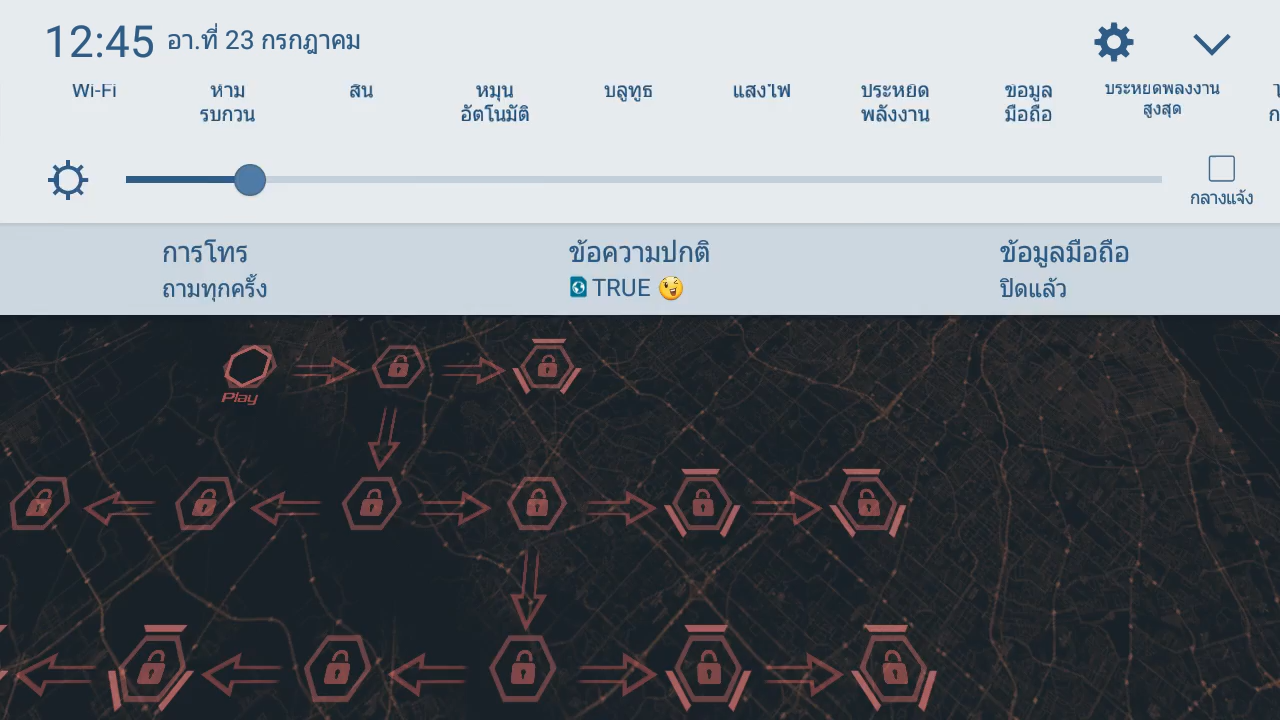 12:45 อา.ที่ 23 กรกฎาคม
Wi-Fi
ห้าม
รบกวน
สั่น
หมุน
อัตโนมัติ
บลูทูธ
แสงไฟ
ประหยัด
พลังงาน
ข้อมูล
มือถือ
ประหยัดพลังงาน
สูงสุด
กลางแจ้ง
การโทร
ถามทุกครั้ง
ข้อความปกติ
TRUE 😜
ข้อมูลมือถือ
ปิดแล้ว
Play